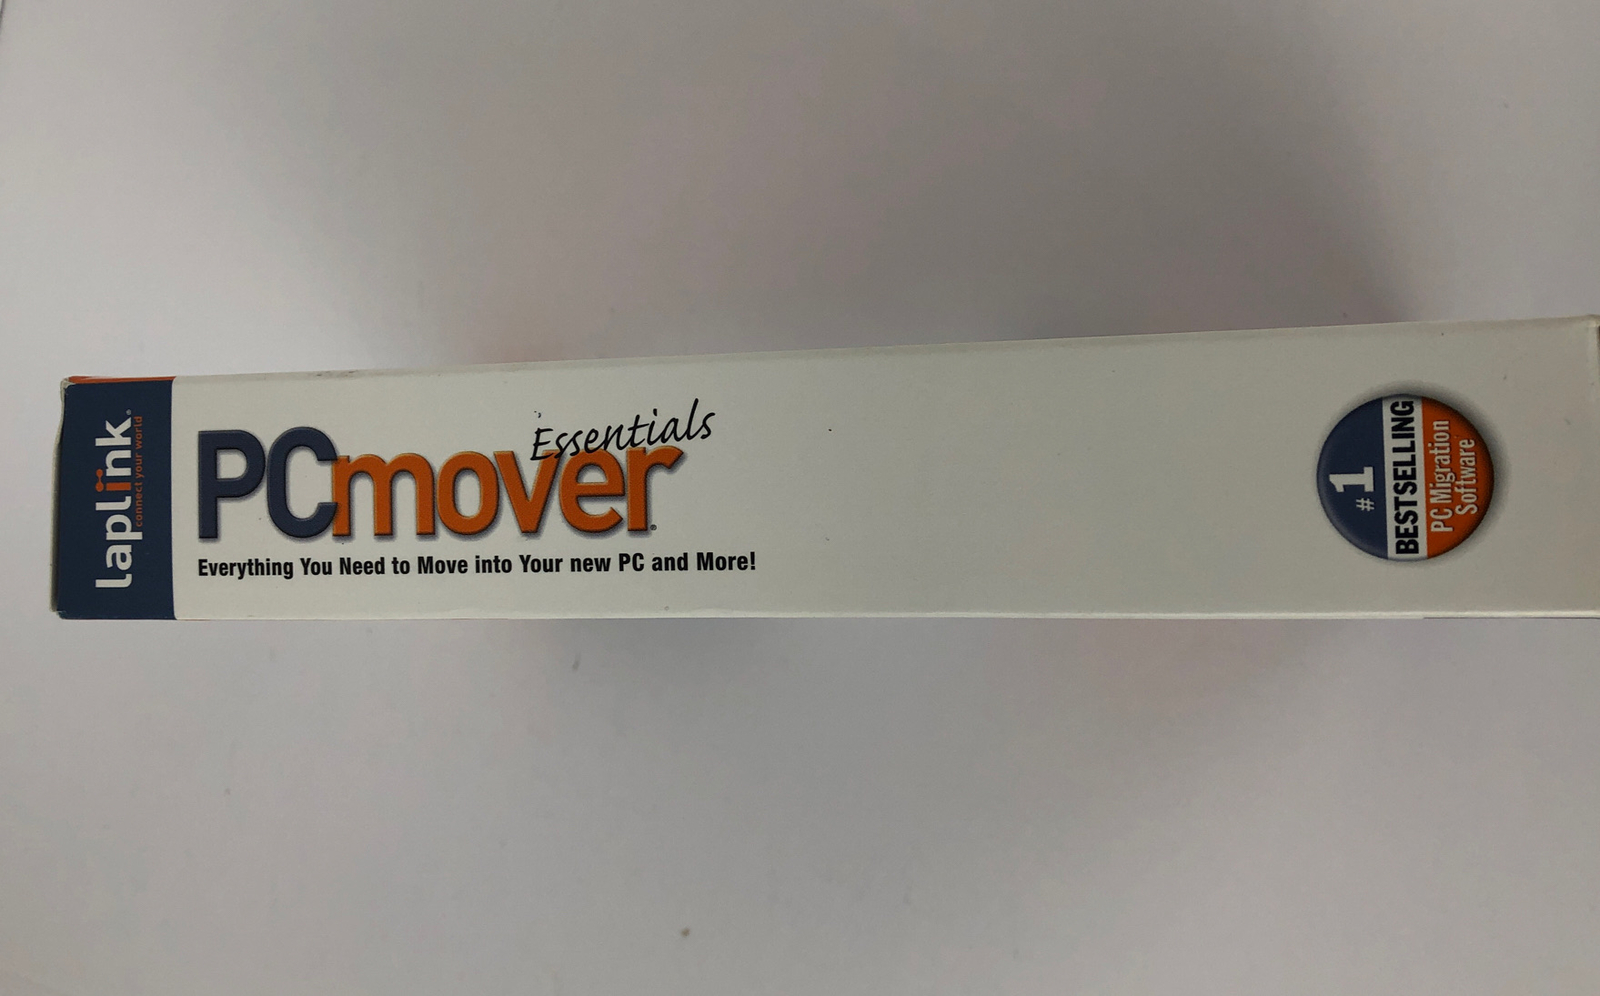 laplink®
connect your world
Essentials
PCmover®
Everything You Need to Move into Your new PC and More!
#1
BESTSELLING
PC Migration
Software